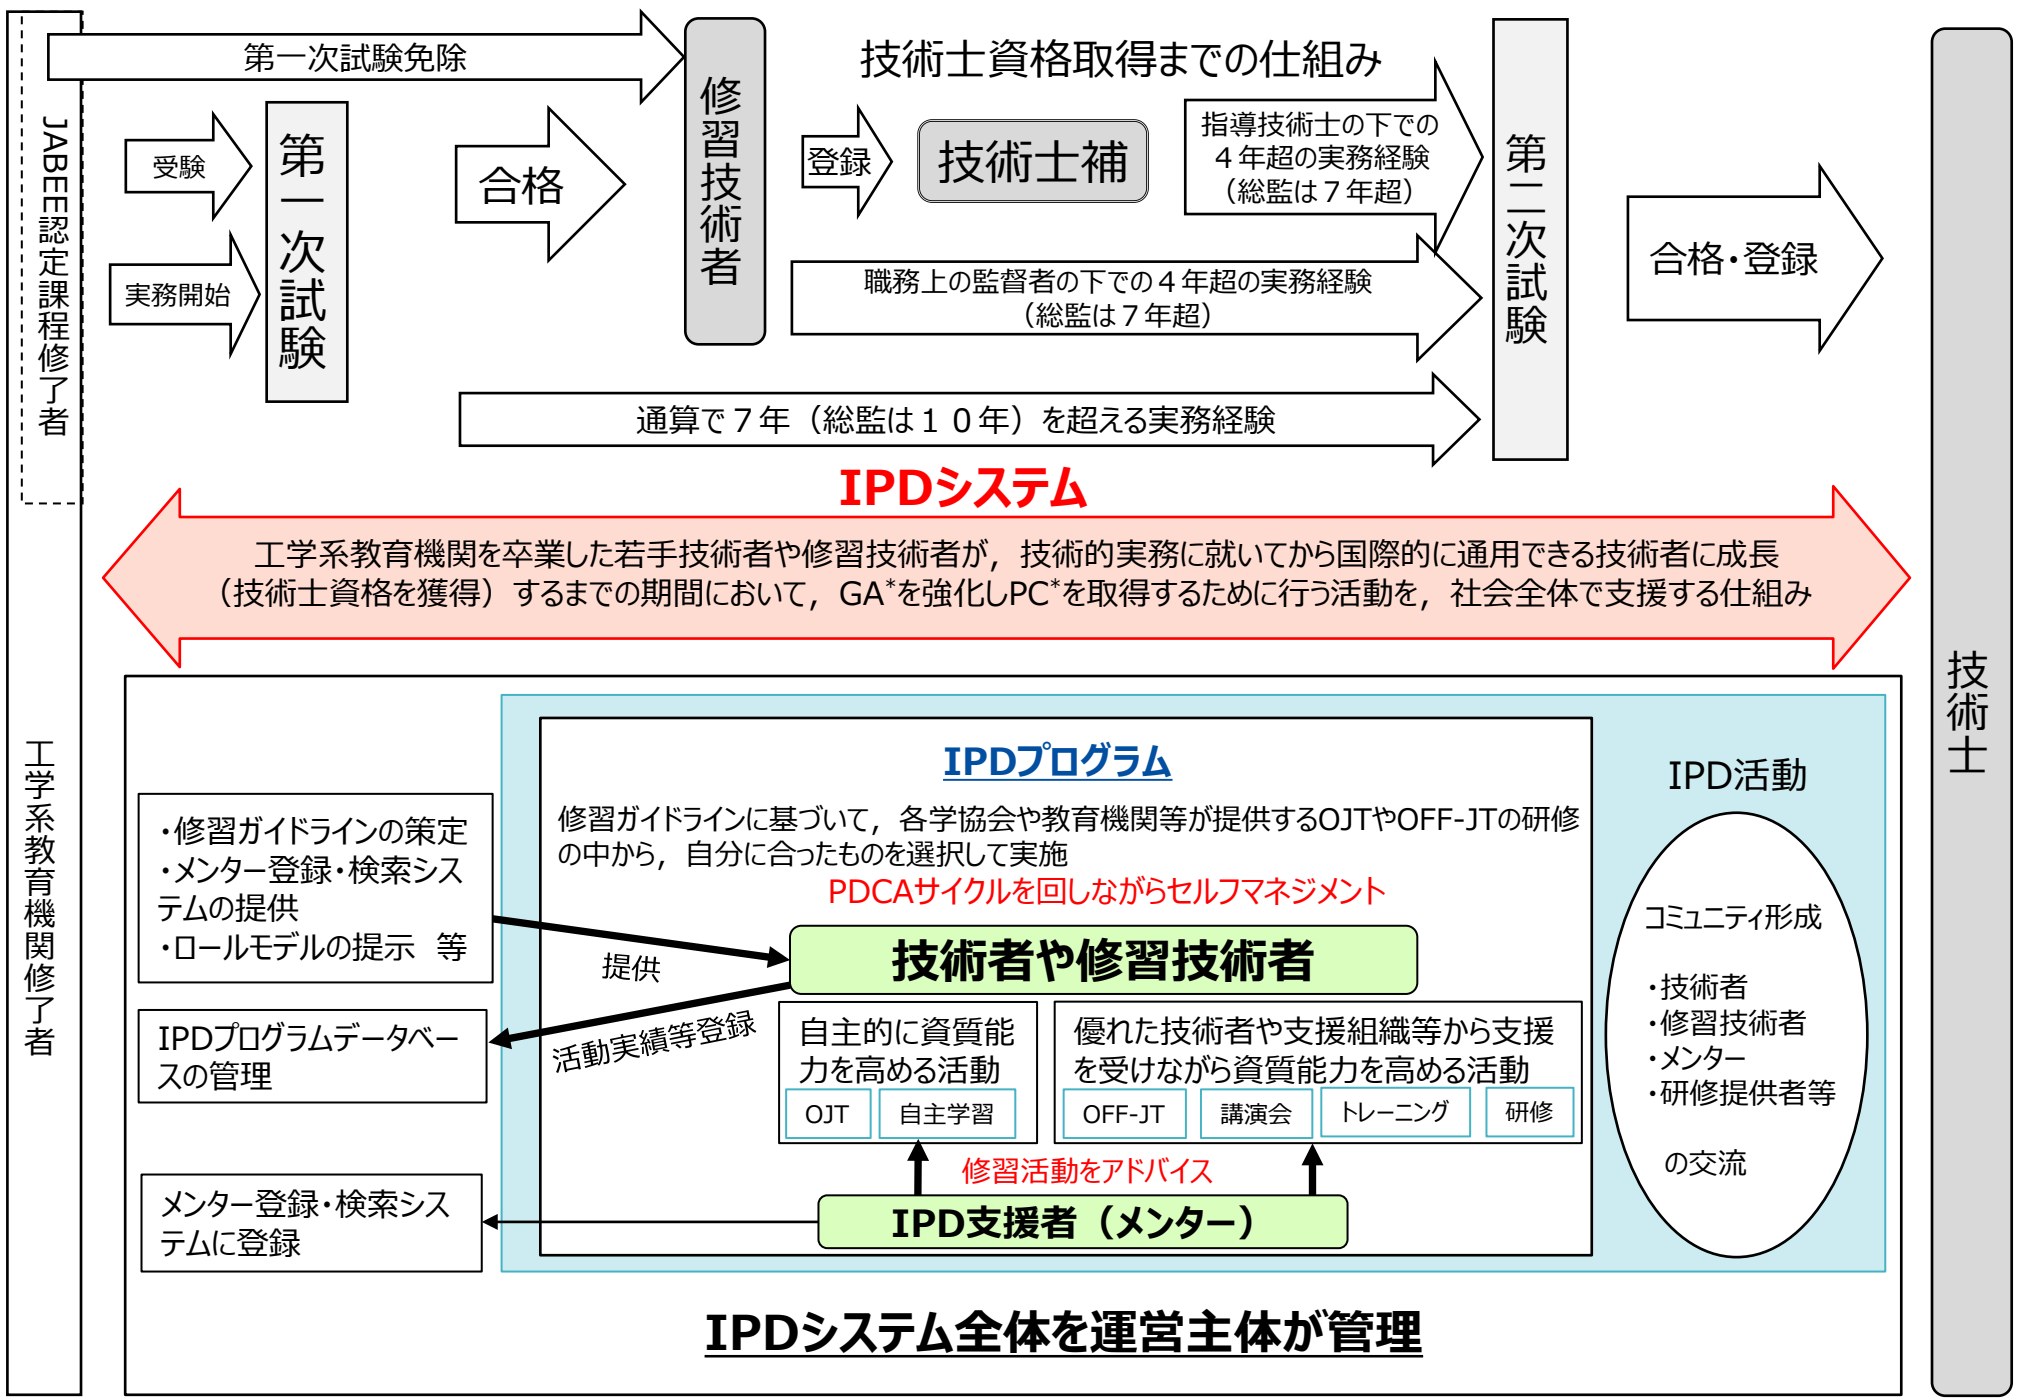 第一次試験免除
技術士資格取得までの仕組み
JABEE認定課程修了者
受験
実務開始
第一次試験
合格
修習技術者
登録
技術士補
指導技術士の下での
４年超の実務経験
（総監は７年超）
職務上の監督者の下での４年超の実務経験
（総監は７年超）
通算で７年（総監は１０年）を超える実務経験
第二次試験
合格・登録
技術士
工学系教育機関修了者
IPDシステム
工学系教育機関を卒業した若手技術者や修習技術者が，技術的実務に就いてから国際的に通用できる技術者に成長
（技術士資格を獲得）するまでの期間において，GA*を強化しPC*を取得するために行う活動を，社会全体で支援する仕組み
・修習ガイドラインの策定
・メンター登録・検索シス
テムの提供
・ロールモデルの提示　等
IPDプログラムデータベー
スの管理
メンター登録・検索シス
テムに登録
IPDプログラム
修習ガイドラインに基づいて，各学協会や教育機関等が提供するOJTやOFF-JTの研修
の中から，自分に合ったものを選択して実施
PDCAサイクルを回しながらセルフマネジメント
提供
技術者や修習技術者
活動実績等登録
自主的に資質能
力を高める活動
OJT
自主学習
優れた技術者や支援組織等から支援
を受けながら資質能力を高める活動
OFF-JT
講演会
トレーニング
研修
修習活動をアドバイス
IPD支援者（メンター）
IPD活動
コミュニティ形成
・技術者
・修習技術者
・メンター
・研修提供者等
の交流
IPDシステム全体を運営主体が管理